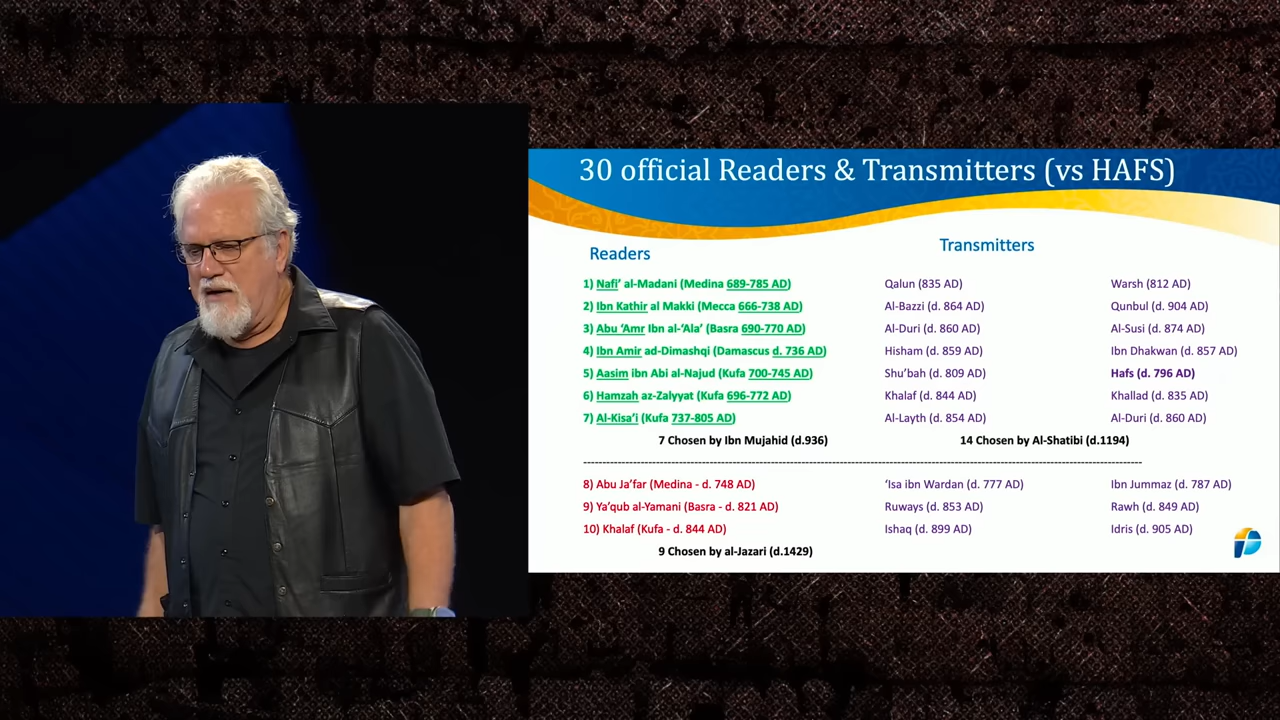 30 official Readers & Transmitters (vs HAFS)
Readers Transmitters
1) Nafi’ al-Madani (Medina 689-785 AD) Qalun (835 AD) Warsh (812 AD)
2) Ibn Kathir al Makki (Mecca 666-738 AD) Al-Bazzi (d. 864 AD) Qunbul (d. 904 AD)
3) Abu ‘Amr Ibn al-‘Ala’ (Basra 690-770 AD) Al-Duri (d. 860 AD) Al-Susi (d. 874 AD)
4) Ibn Amir ad-Dimashqi (Damascus d. 736 AD) Hisham (d. 859 AD) Ibn Dhakwan (d. 857 AD)
5) Aasim ibn Abi al-Najud (Kufa 700-745 AD) Shu’bah (d. 809 AD) Hafs (d. 796 AD)
6) Hamzah az-Zalyyat (Kufa 696-772 AD) Khalaf (d. 844 AD) Khallad (d. 835 AD)
7) Al-Kisa’i (Kufa 737-805 AD) Al-Layth (d. 854 AD) Al-Duri (d. 860 AD)
7 Chosen by Ibn Mujahid (d.936) 14 Chosen by Al-Shatibi (d.1194)
8) Abu Ja’far (Medina - d. 748 AD) ‘Isa ibn Wardan (d. 777 AD) Ibn Jummaz (d. 787 AD)
9) Ya’qub al-Yamani (Basra - d. 821 AD) Ruways (d. 853 AD) Rawh (d. 849 AD)
10) Khalaf (Kufa - d. 844 AD) Ishaq (d. 899 AD) Idris (d. 905 AD)
9 Chosen by al-Jazari (d.1429)